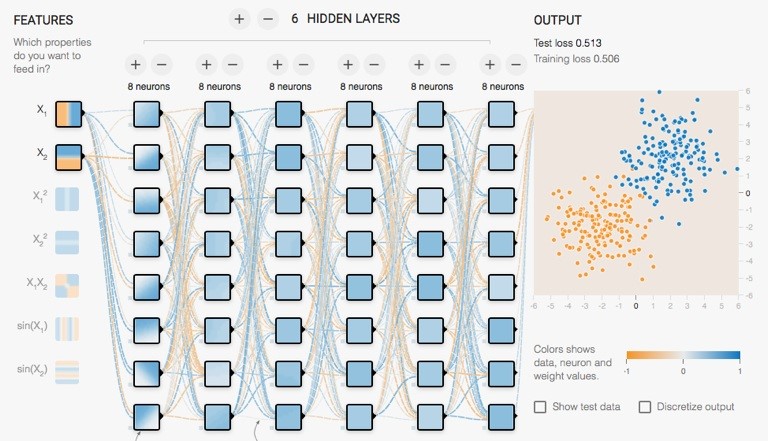 FEATURES
Which properties
do you want to
feed in?
X1
X2
X1²
X2²
X1X2
sin(X1)
sin(X2)
+ − 6 HIDDEN LAYERS
+ − + − + − + − + − + −
8 neurons 8 neurons 8 neurons 8 neurons 8 neurons 8 neurons
OUTPUT
Test loss 0.513
Training loss 0.506
6
5
4
3
2
1
0
-1
-2
-3
-4
-5
-6
-6 -5 -4 -3 -2 -1 0 1 2 3 4 5 6
Colors shows
data, neuron and
weight values.
-1 0 1
Show test data Discretize output